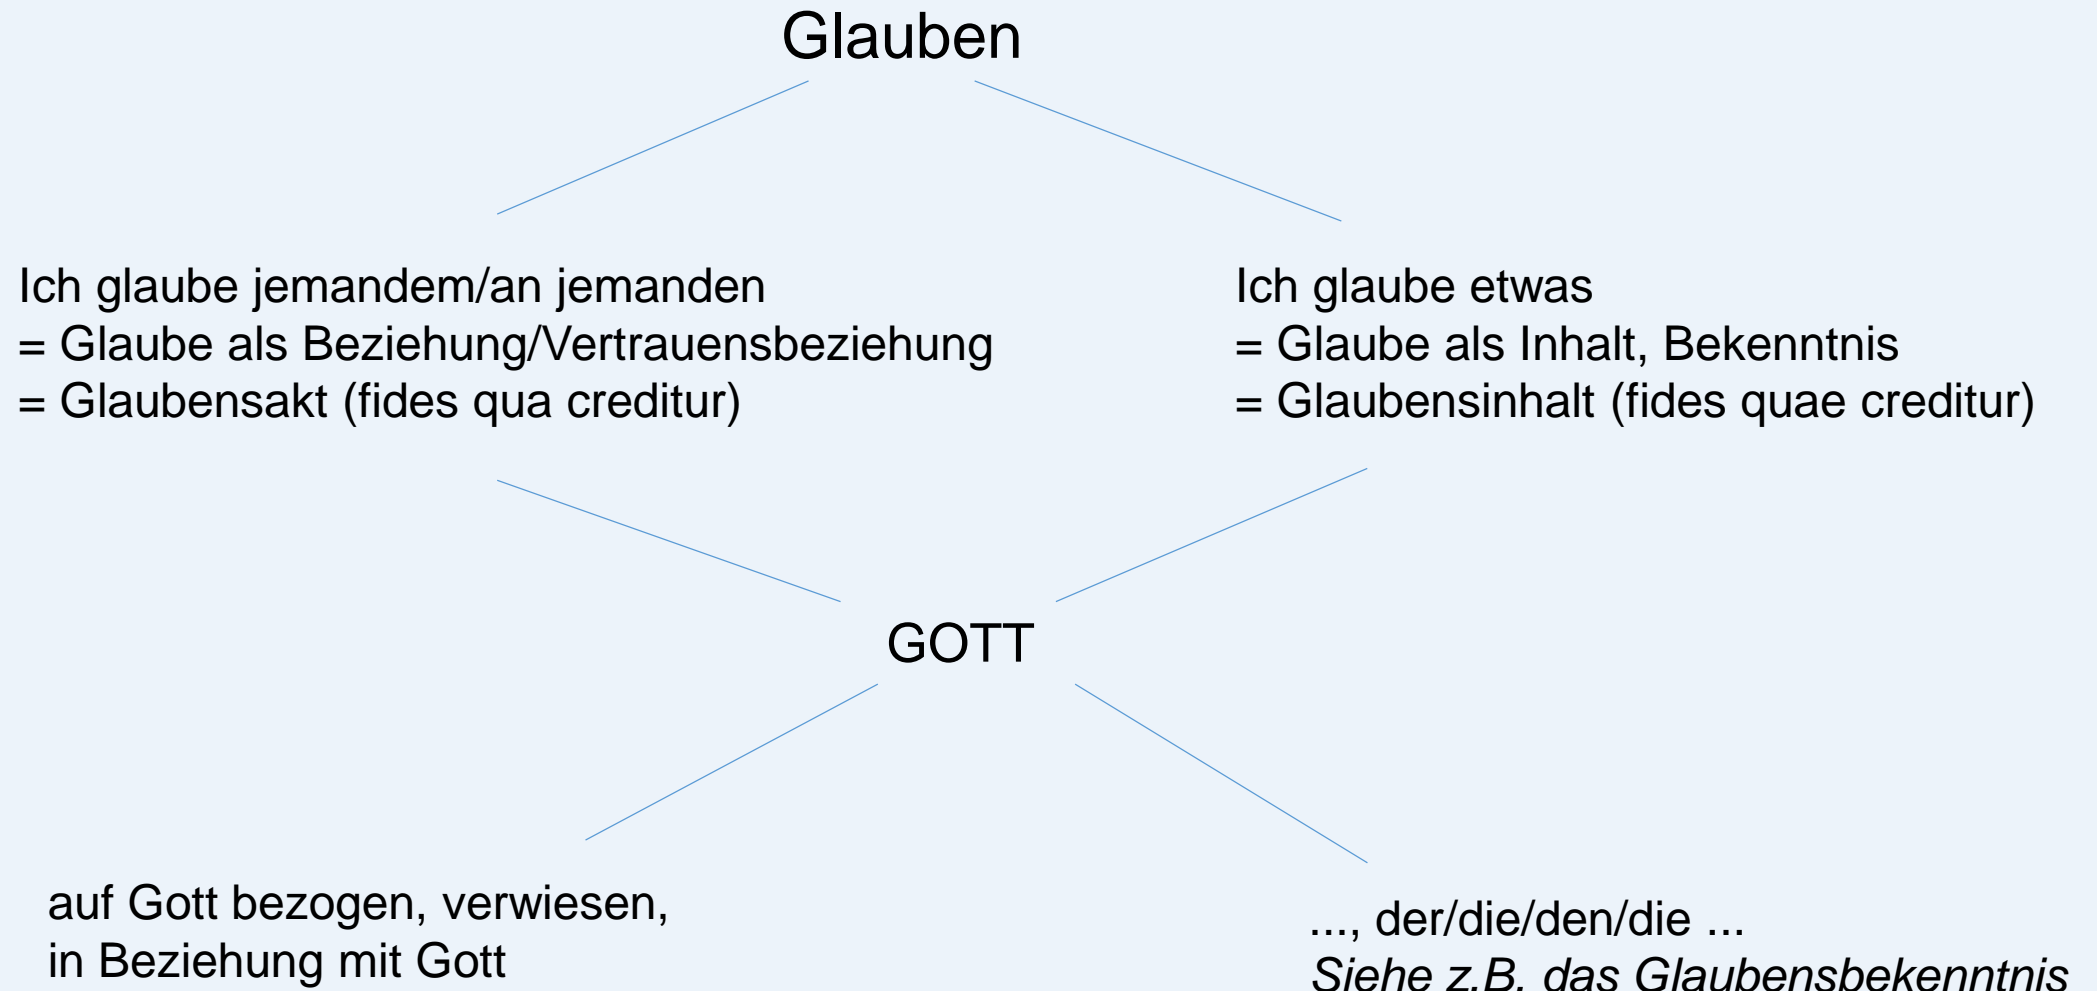 Glauben
Ich glaube jemandem/an jemanden
= Glaube als Beziehung/Vertrauensbeziehung
= Glaubensakt (fides qua creditur)
Ich glaube etwas
= Glaube als Inhalt, Bekenntnis
= Glaubensinhalt (fides quae creditur)
GOTT
auf Gott bezogen, verwiesen,
in Beziehung mit Gott
..., der/die/den/die ...
Siehe z.B. das Glaubensbekenntnis